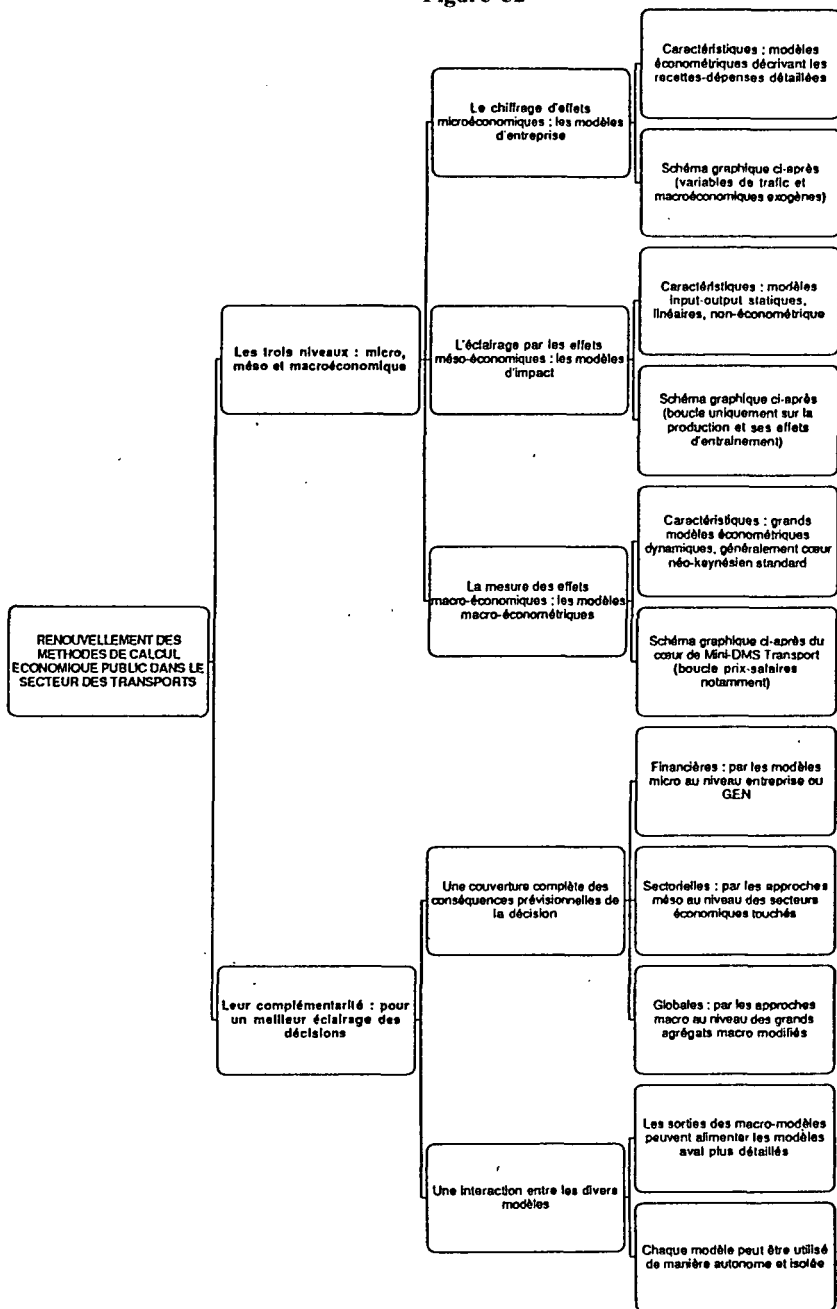 Caractéristiques : modèles
économétriques décrivant les
recettes-dépenses détaillées
Le chiffrage d'effets
microéconomiques : les modèles
d'entreprise
Schéma graphique ci-après
(variables de trafic et
macroéconomiques exogènes)
Les trois niveaux : micro,
méso et macroéconomique
Caractéristiques : modèles
input-output statiques,
linéaires, non-économétrique
L'éclairage par les effets
méso-économiques : les modèles
d'impact
Schéma graphique ci-après
(boucle uniquement sur la
production et ses effets
d'entraînement)
Caractéristiques : grands
modèles économétriques
dynamiques, généralement cœur
néo-keynésien standard
La mesure des effets
macro-économiques : les modèles
macro-économétriques
Schéma graphique ci-après du
cœur de Mini-DMS Transport
(boucle prix-salaires
notamment)
RENOUVELLEMENT DES
METHODES DE CALCUL
ECONOMIQUE PUBLIC DANS LE
SECTEUR DES TRANSPORTS
Financières : par les modèles
micro au niveau entreprise ou
GEN
Une couverture complète des
conséquences prévisionnelles de
la décision
Sectorielles : par les approches
méso au niveau des secteurs
économiques touchés
Leur complémentarité : pour
un meilleur éclairage des
décisions
Globales : par les approches
macro au niveau des grands
agrégats macro modifiés
Les sorties des macro-modèles
peuvent alimenter les modèles
aval plus détaillés
Une interaction entre les divers
modèles
Chaque modèle peut être utilisé
de manière autonome et isolée